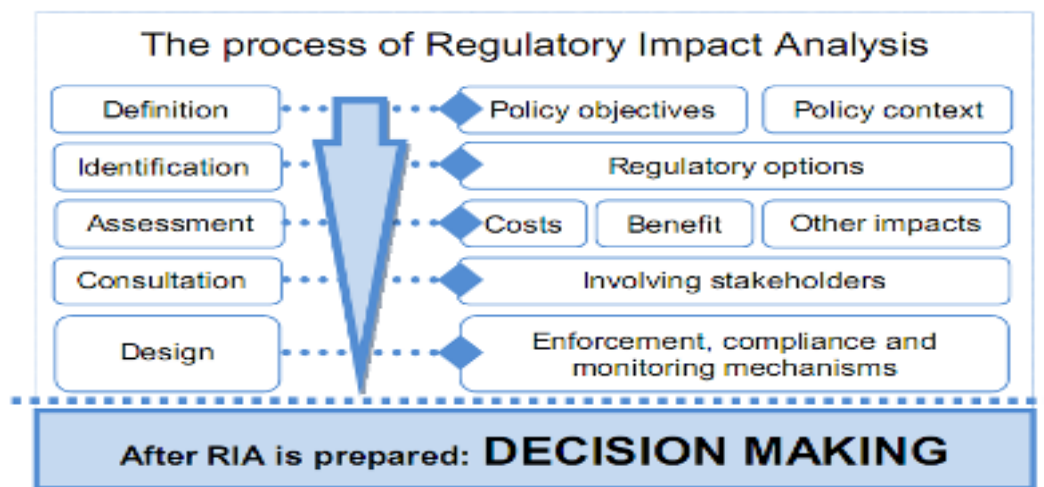 The process of Regulatory Impact Analysis
Definition
Policy objectives
Policy context
Identification
Regulatory options
Assessment
Costs
Benefit
Other impacts
Consultation
Involving stakeholders
Design
Enforcement, compliance and
monitoring mechanisms
After RIA is prepared: DECISION MAKING